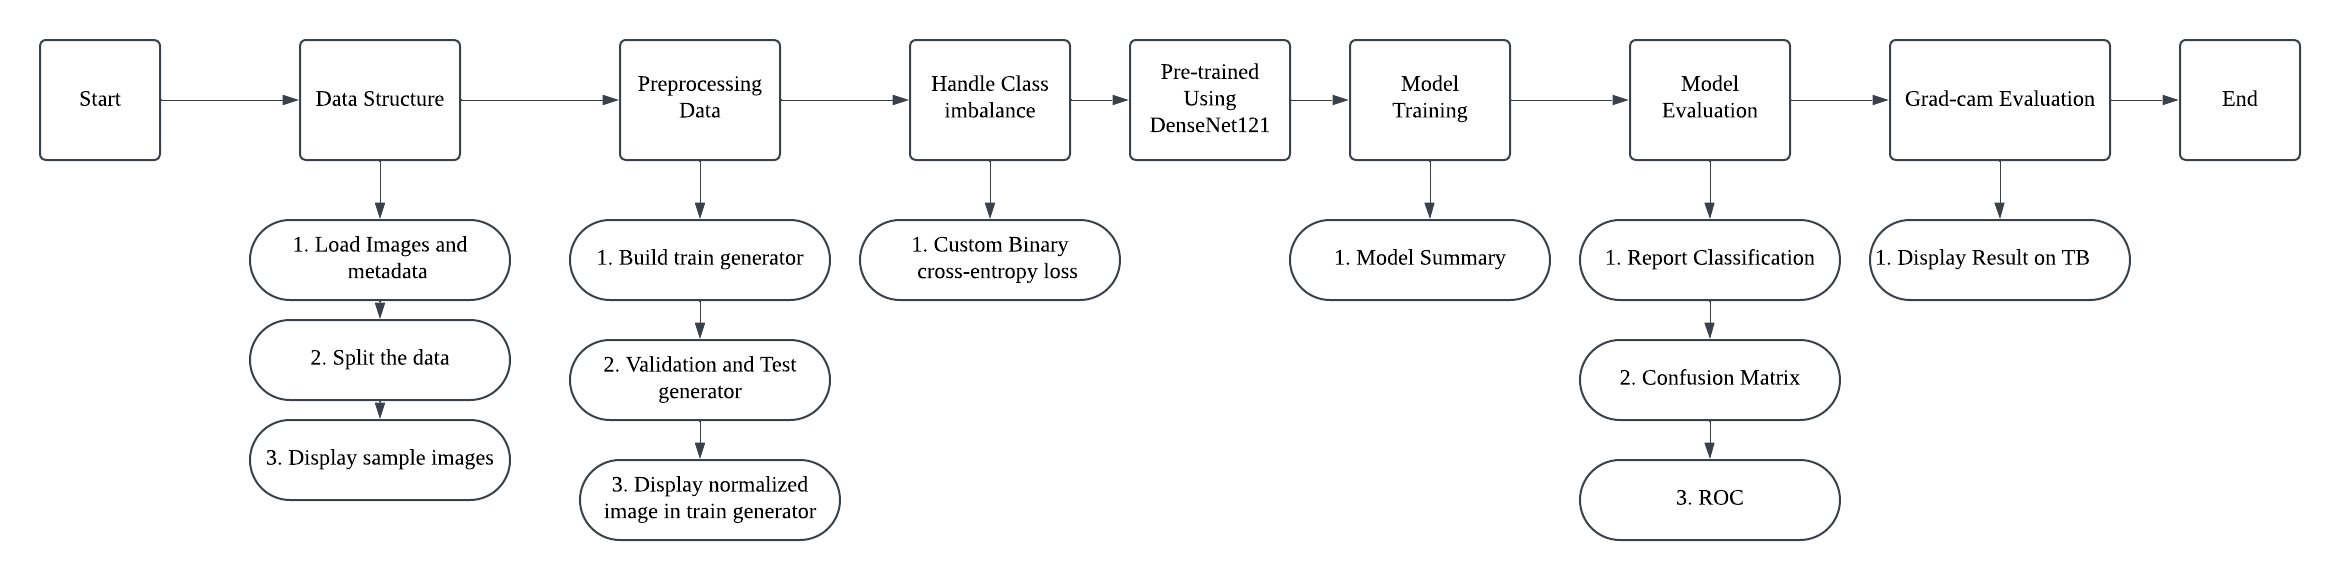 Start
Data Structure
Preprocessing
Data
Handle Class
imbalance
Pre-trained
Using
DenseNet121
Model
Training
Model
Evaluation
Grad-cam Evaluation
End
1. Load Images and
metadata
2. Split the data
3. Display sample images
1. Build train generator
2. Validation and Test
generator
3. Display normalized
image in train generator
1. Custom Binary
cross-entropy loss
1. Model Summary
1. Report Classification
2. Confusion Matrix
3. ROC
1. Display Result on TB